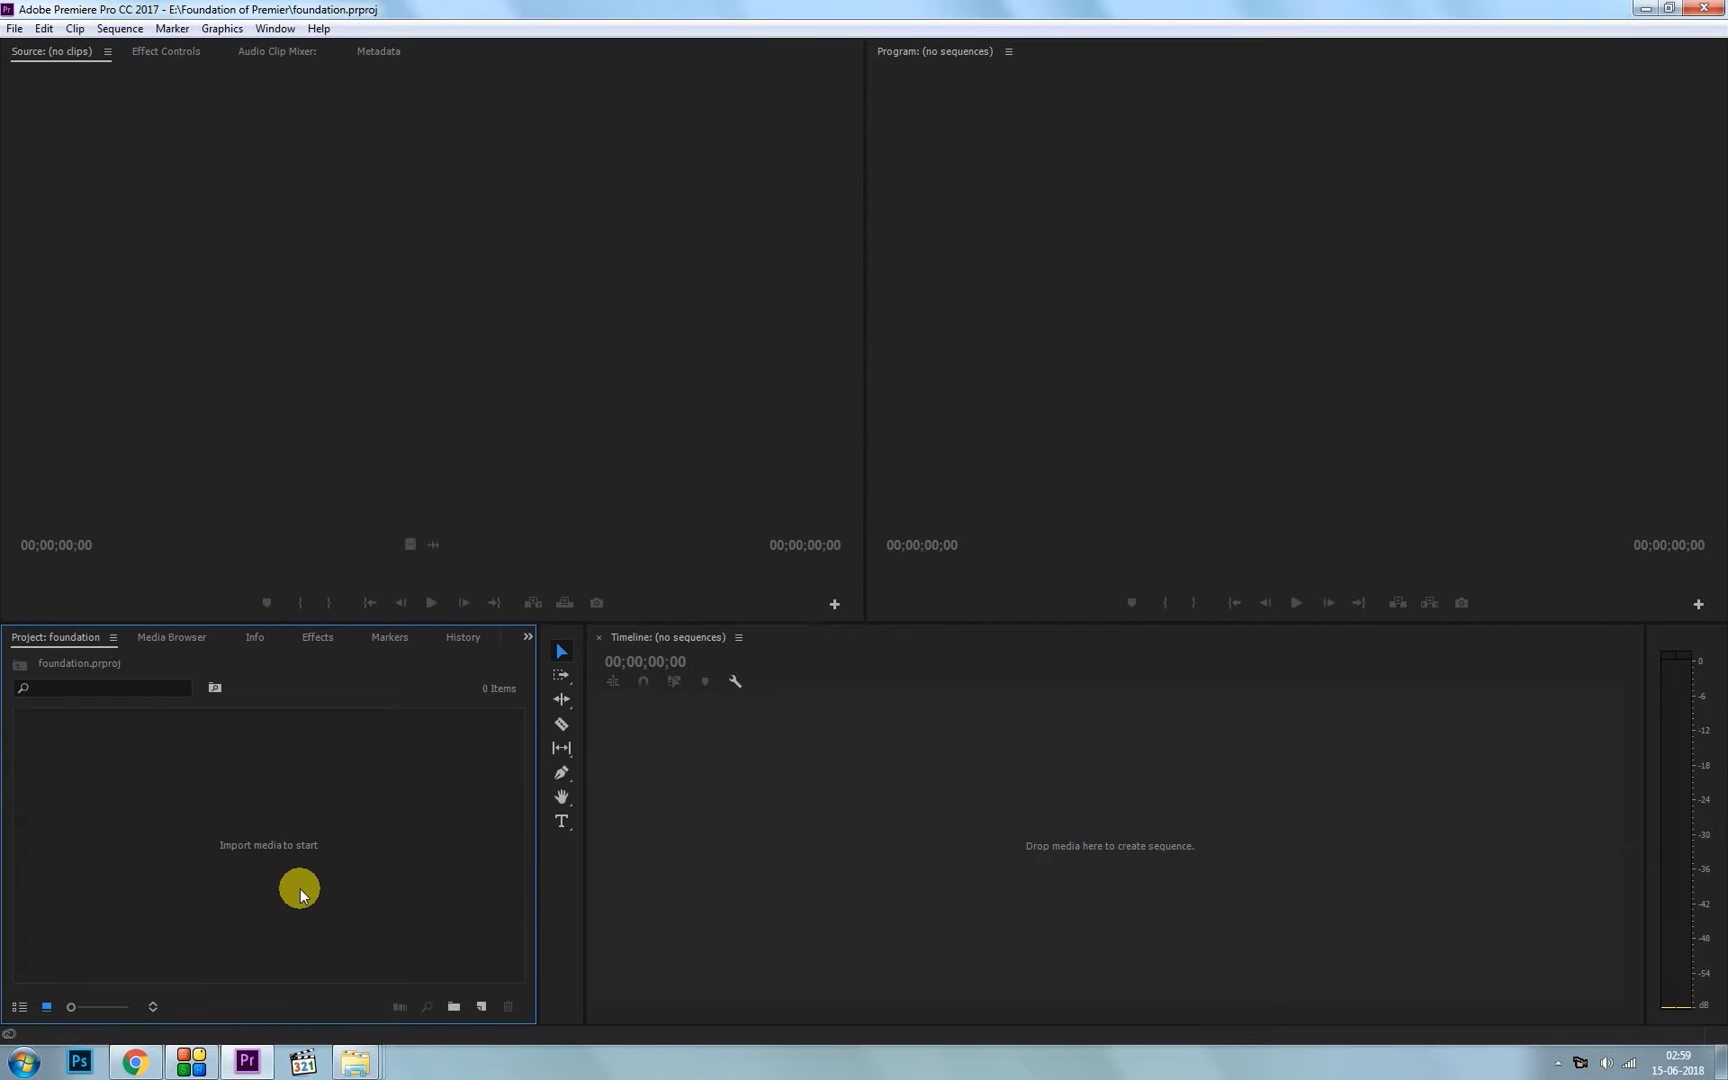 Adobe Premiere Pro CC 2017 - E:\Foundation of Premier\foundation.prproj
File Edit Clip Sequence Marker Graphics Window Help
Source: (no clips) Effect Controls Audio Clip Mixer: Metadata
Program: (no sequences)
00;00;00;00 00;00;00;00
00;00;00;00 00;00;00;00
Project: foundation Media Browser Info Effects Markers History
foundation.prproj
0 Items
Import media to start
× Timeline: (no sequences)
00;00;00;00
Drop media here to create sequence.
T
0
-6
-12
-18
-24
-30
-36
-42
-48
-54
dB
Ps
Pr
321
02:59
15-06-2018